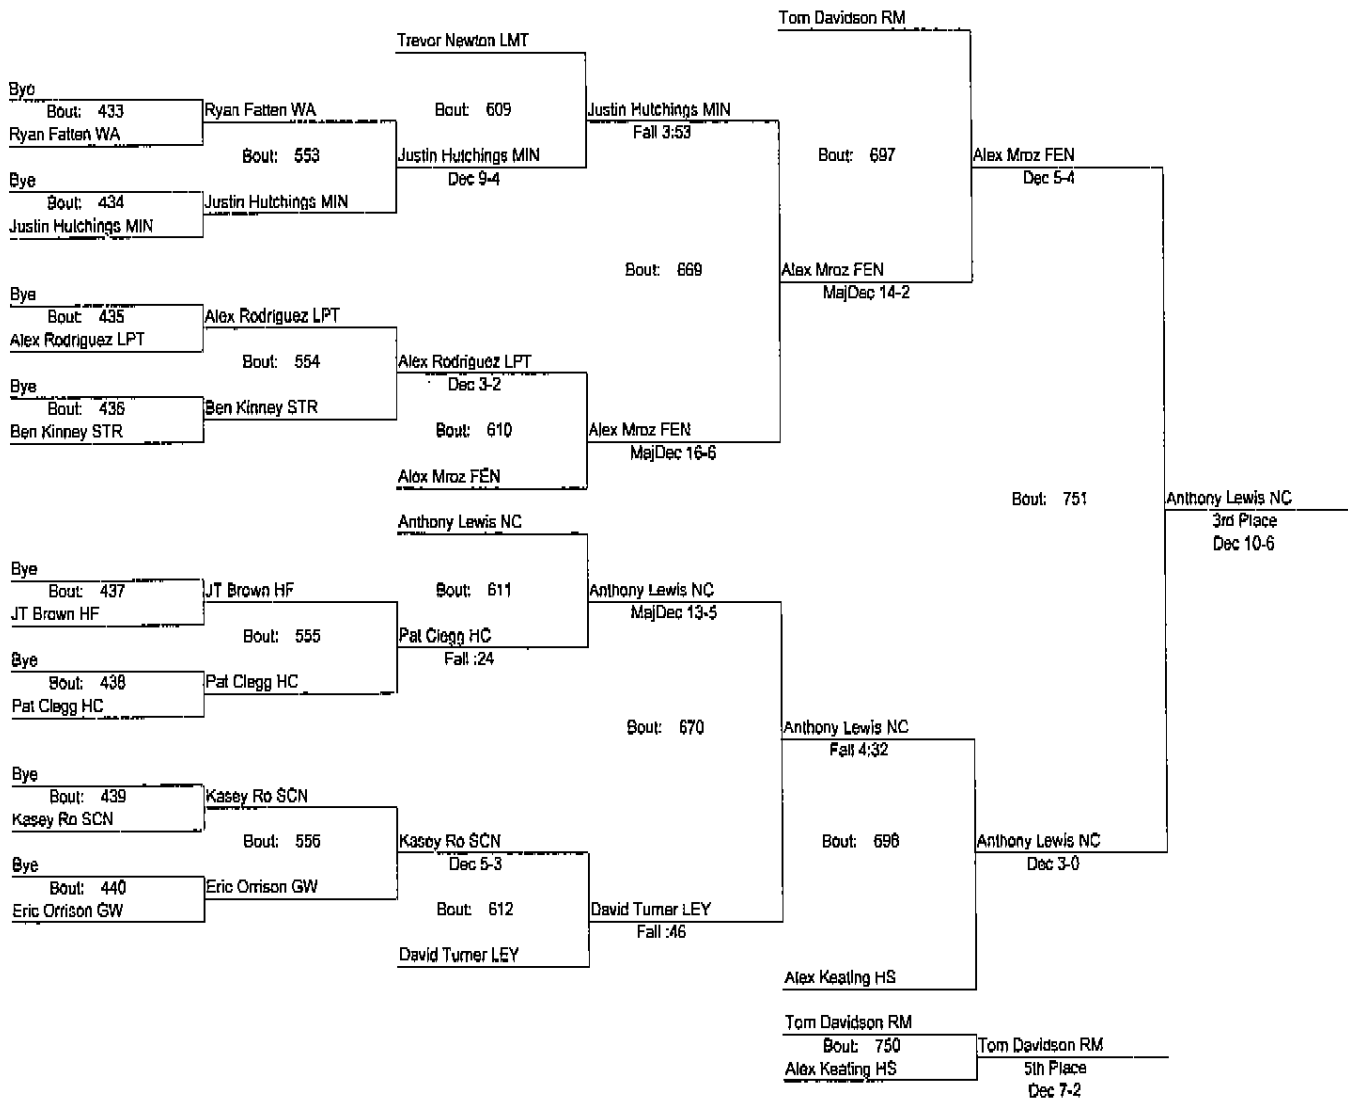 Tom Davidson RM
Trevor Newton LMT
Bye
Bout: 433
Ryan Fatten WA
Ryan Fatten WA
Bout: 609
Justin Hutchings MIN
Fall 3:53
Bout: 553
Justin Hutchings MIN
Dec 9-4
Bout: 697
Alex Mroz FEN
Dec 5-4
Bye
Bout: 434
Justin Hutchings MIN
Justin Hutchings MIN
Bout: 669
Alex Mroz FEN
MajDec 14-2
Bye
Bout: 435
Alex Rodriguez LPT
Alex Rodriguez LPT
Bout: 554
Alex Rodriguez LPT
Dec 3-2
Bye
Bout: 436
Ben Kinney STR
Ben Kinney STR
Bout: 610
Alex Mroz FEN
MajDec 16-6
Alex Mroz FEN
Bout: 751
Anthony Lewis NC
3rd Place
Dec 10-6
Anthony Lewis NC
Bye
Bout: 437
JT Brown HF
JT Brown HF
Bout: 611
Anthony Lewis NC
MajDec 13-5
Bout: 555
Pat Clegg HC
Fall :24
Bye
Bout: 438
Pat Clegg HC
Pat Clegg HC
Bout: 670
Anthony Lewis NC
Fall 4:32
Bye
Bout: 439
Kasey Ro SCN
Kasey Ro SCN
Bout: 556
Kasey Ro SCN
Dec 5-3
Bout: 698
Anthony Lewis NC
Dec 3-0
Bye
Bout: 440
Eric Orrison GW
Eric Orrison GW
Bout: 612
David Turner LEY
Fall :46
David Turner LEY
Alex Keating HS
Tom Davidson RM
Bout: 750
Alex Keating HS
Tom Davidson RM
5th Place
Dec 7-2